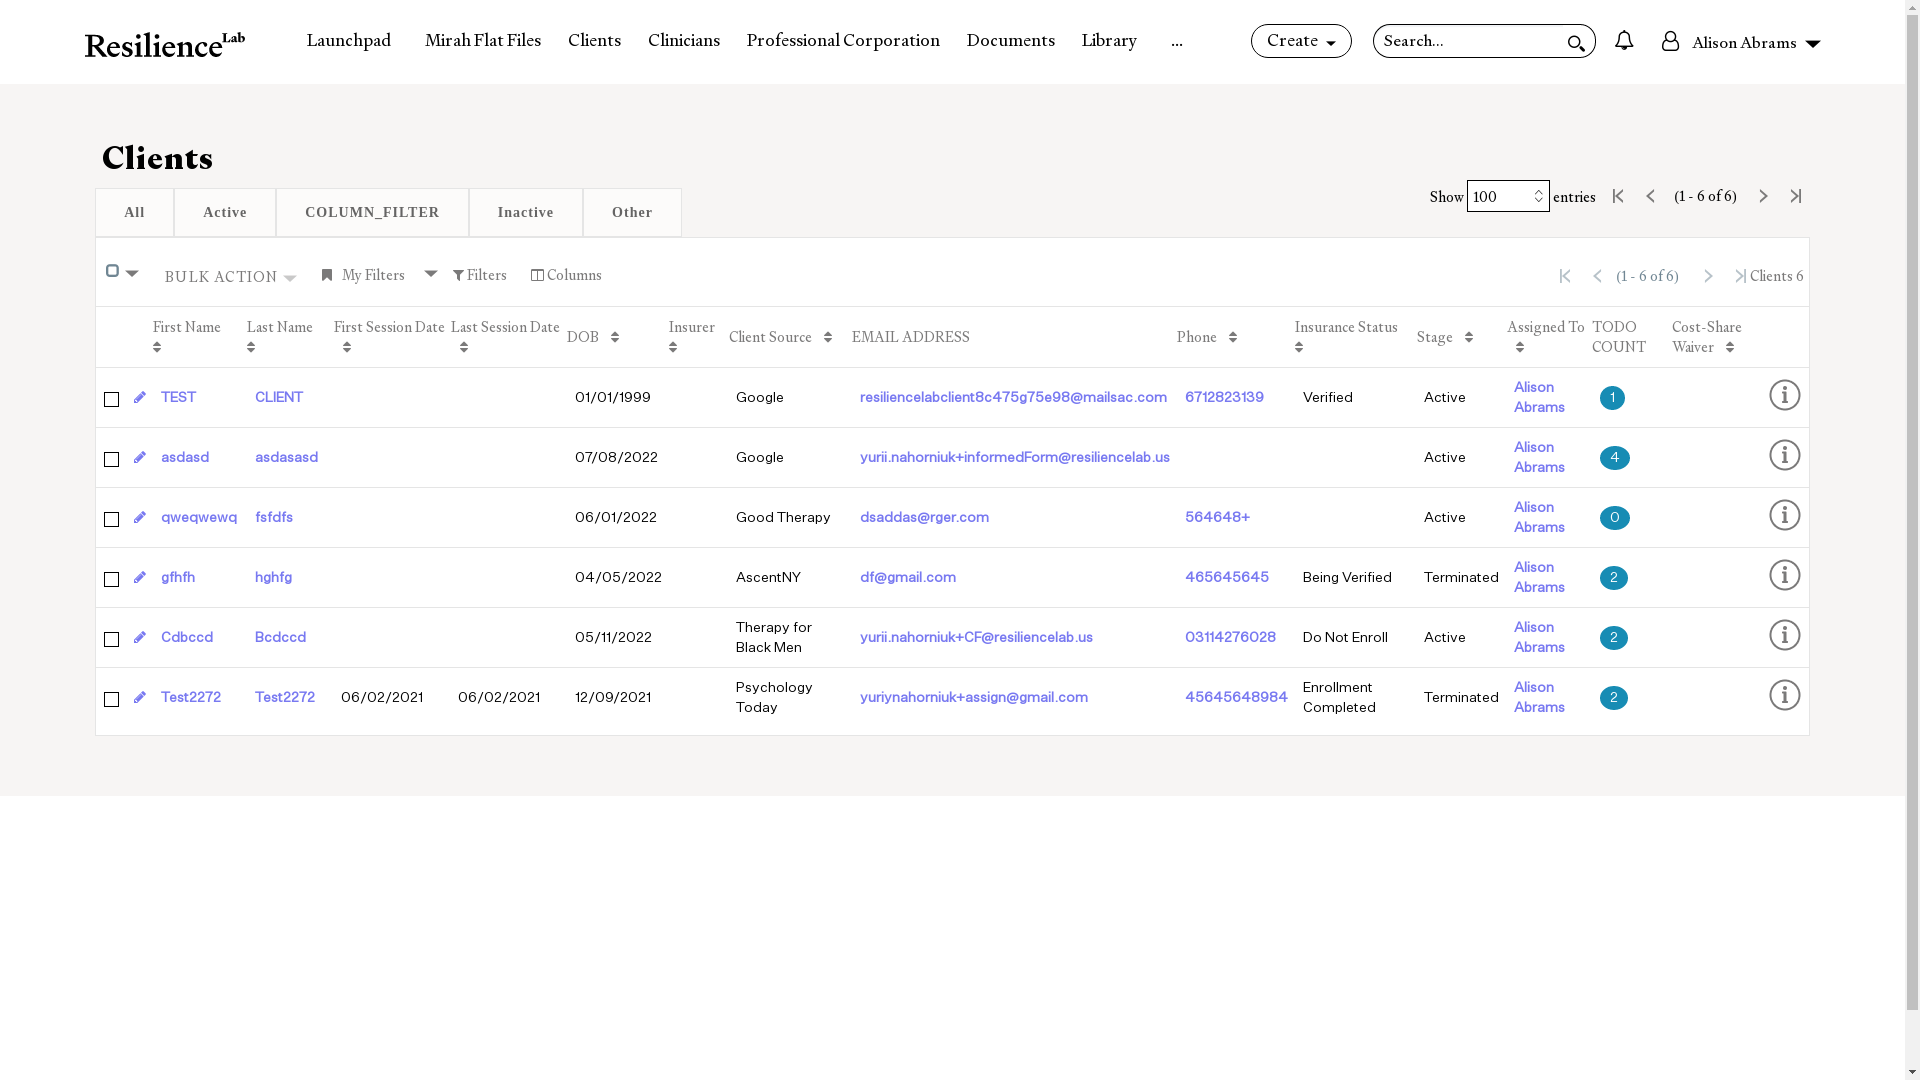 ResilienceLab Launchpad Mirah Flat Files Clients Clinicians Professional Corporation Documents Library ... Create Search... Alison Abrams
Clients
All Active COLUMN_FILTER Inactive Other
Show 100 entries (1 - 6 of 6)
BULK ACTION My Filters Filters Columns (1 - 6 of 6) Clients 6
First Name Last Name First Session Date Last Session Date DOB Insurer Client Source EMAIL ADDRESS Phone Insurance Status Stage Assigned To TODO COUNT Cost-Share Waiver
TEST CLIENT 01/01/1999 Google resiliencelabclient8c475g75e98@mailsac.com 6712823139 Verified Active Alison Abrams 1
asdasd asdasasd 07/08/2022 Google yurii.nahorniuk+informedForm@resiliencelab.us Active Alison Abrams 4
qweqwewq fsfdfs 06/01/2022 Good Therapy dsaddas@rger.com 564648+ Active Alison Abrams 0
gfhfh hghfg 04/05/2022 AscentNY df@gmail.com 465645645 Being Verified Terminated Alison Abrams 2
Cdbccd Bcdccd 05/11/2022 Therapy for Black Men yurii.nahorniuk+CF@resiliencelab.us 03114276028 Do Not Enroll Active Alison Abrams 2
Test2272 Test2272 06/02/2021 06/02/2021 12/09/2021 Psychology Today yuriynahorniuk+assign@gmail.com 45645648984 Enrollment Completed Terminated Alison Abrams 2